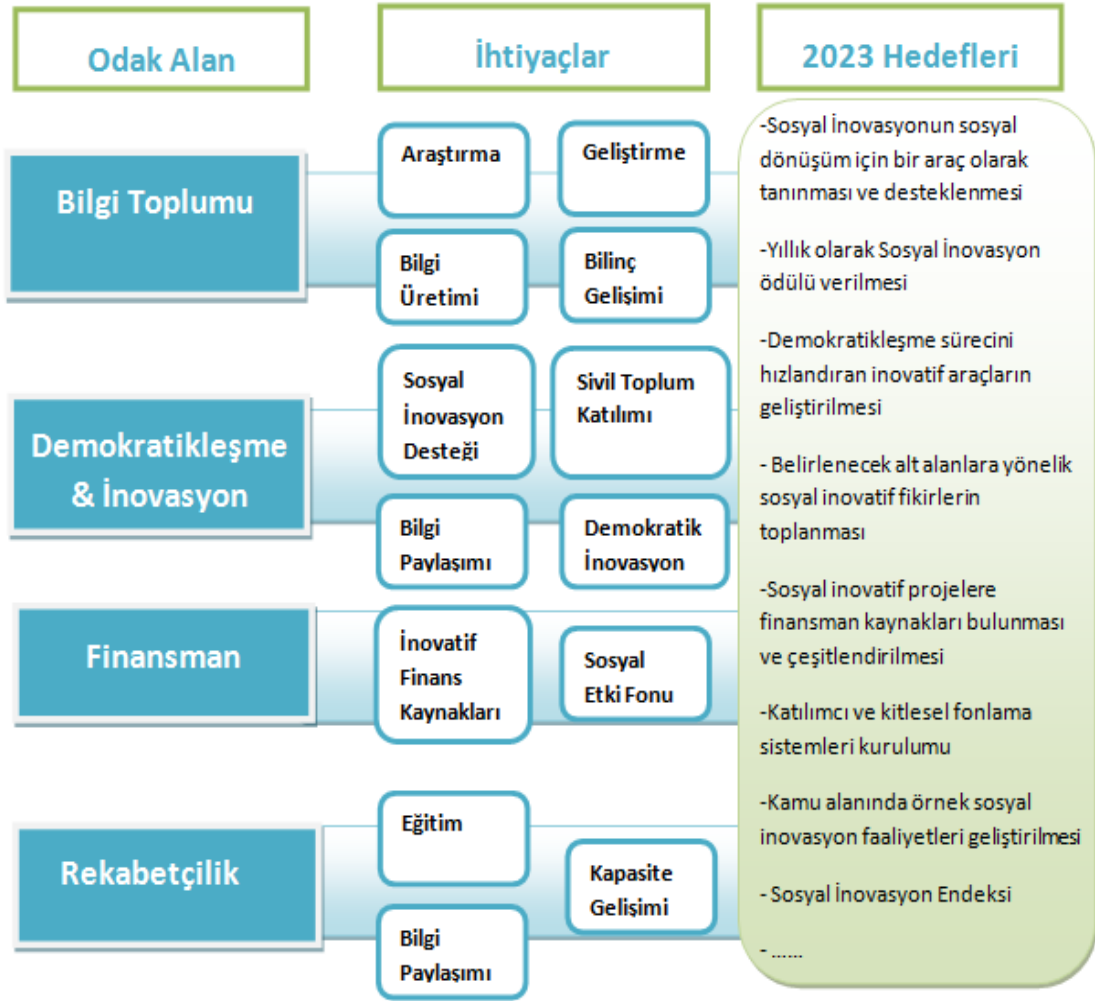 Odak Alan
İhtiyaçlar
2023 Hedefleri
Bilgi Toplumu
Araştırma
Geliştirme
Bilgi
Üretimi
Bilinç
Gelişimi
Demokratikleşme
& İnovasyon
Sosyal
İnovasyon
Desteği
Sivil Toplum
Katılımı
Bilgi
Paylaşımı
Demokratik
İnovasyon
Finansman
İnovatif
Finans
Kaynakları
Sosyal
Etki Fonu
Rekabetçilik
Eğitim
Kapasite
Gelişimi
Bilgi
Paylaşımı
-Sosyal İnovasyonun sosyal
dönüşüm için bir araç olarak
tanınması ve desteklenmesi
-Yıllık olarak Sosyal İnovasyon
ödülü verilmesi
-Demokratikleşme sürecini
hızlandıran inovatif araçların
geliştirilmesi
- Belirlenecek alt alanlara yönelik
sosyal inovatif fikirlerin
toplanması
-Sosyal inovatif projelere
finansman kaynakları bulunması
ve çeşitlendirilmesi
-Katılımcı ve kitlesel fonlama
sistemleri kurulumu
-Kamu alanında örnek sosyal
inovasyon faaliyetleri geliştirilmesi
- Sosyal İnovasyon Endeksi
- ......